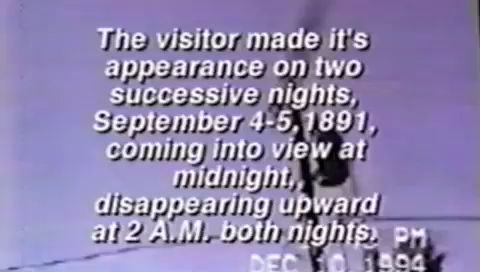 The visitor made it's
appearance on two
successive nights,
September 4-5,1891,
coming into view at
midnight,
disappearing upward
at 2 A.M. both nights.
PM
DEC 10 1994